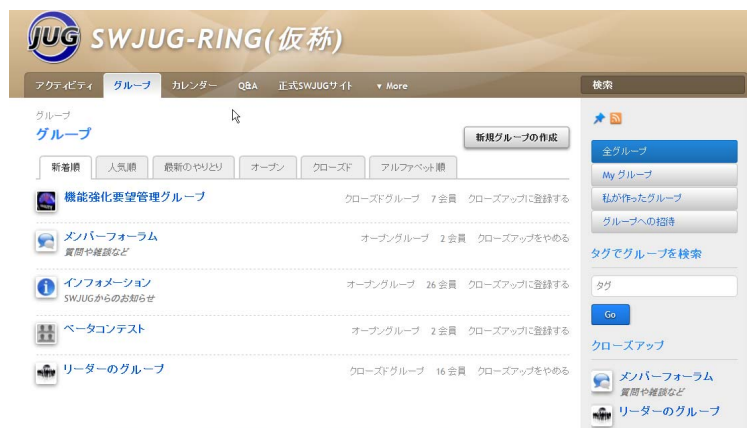 JUG SWJUG-RING(仮称)
アクティビティ グループ カレンダー Q&A 正式SWJUGサイト ▼ More 検索
グループ
グループ
新規グループの作成
新着順 人気順 最新のやりとり オープン クローズド アルファベット順
機能強化要望管理グループ クローズドグループ 7 会員 クローズアップに登録する
メンバーフォーラム オープングループ 2 会員 クローズアップをやめる
質問や雑談など
インフォメーション オープングループ 26 会員 クローズアップに登録する
SWJUGからのお知らせ
ベータコンテスト オープングループ 2 会員 クローズアップに登録する
リーダーのグループ クローズドグループ 16 会員 クローズアップをやめる
全グループ
My グループ
私が作ったグループ
グループへの招待
タグでグループを検索
タグ
Go
クローズアップ
メンバーフォーラム
質問や雑談など
リーダーのグループ